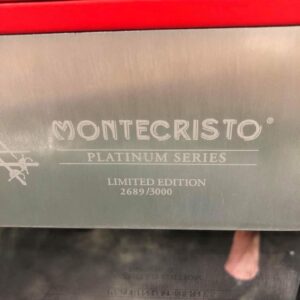 MONTECRISTO®
PLATINUM SERIES
LIMITED EDITION
2689/3000